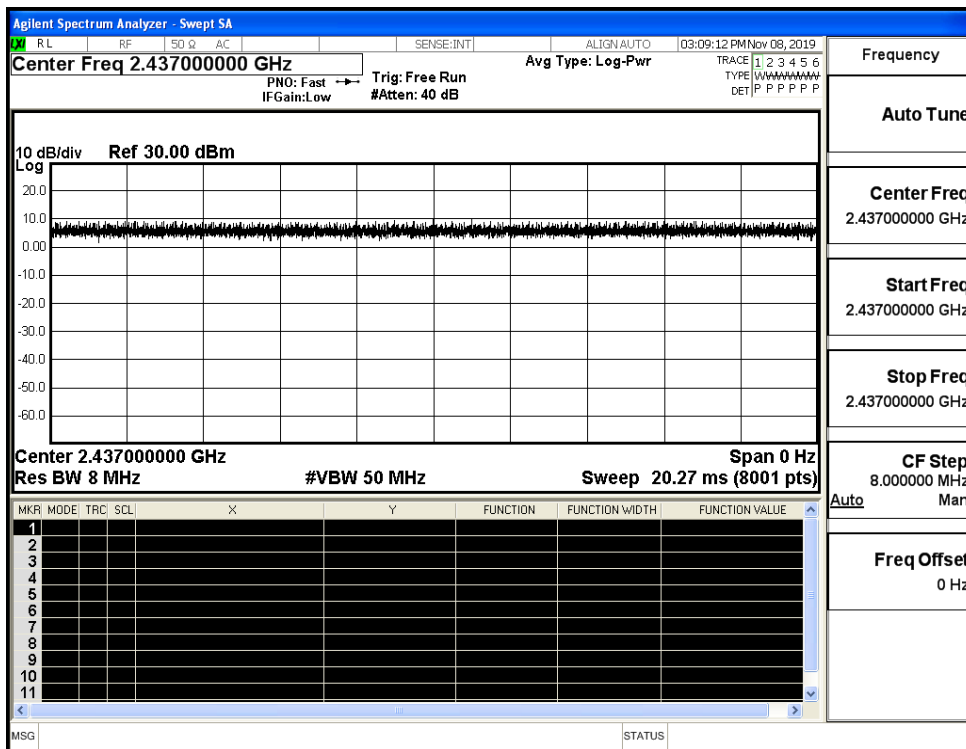 Agilent Spectrum Analyzer - Swept SA
LXI RL RF 50 Ω AC SENSE:INT ALIGN AUTO 03:09:12 PM Nov 08, 2019
Center Freq 2.437000000 GHz
PNO: Fast
IFGain:Low
Trig: Free Run
#Atten: 40 dB
Avg Type: Log-Pwr
TRACE 1 2 3 4 5 6
TYPE WWWWWW
DET P P P P P P
10 dB/div Ref 30.00 dBm
Log
20.0
10.0
0.00
-10.0
-20.0
-30.0
-40.0
-50.0
-60.0
Center 2.437000000 GHz Span 0 Hz
Res BW 8 MHz #VBW 50 MHz Sweep 20.27 ms (8001 pts)
MKR MODE TRC SCL X Y FUNCTION FUNCTION WIDTH FUNCTION VALUE
1
2
3
4
5
6
7
8
9
10
11
MSG STATUS
Frequency
Auto Tune
Center Freq
2.437000000 GHz
Start Freq
2.437000000 GHz
Stop Freq
2.437000000 GHz
CF Step
8.000000 MHz
Auto Man
Freq Offset
0 Hz